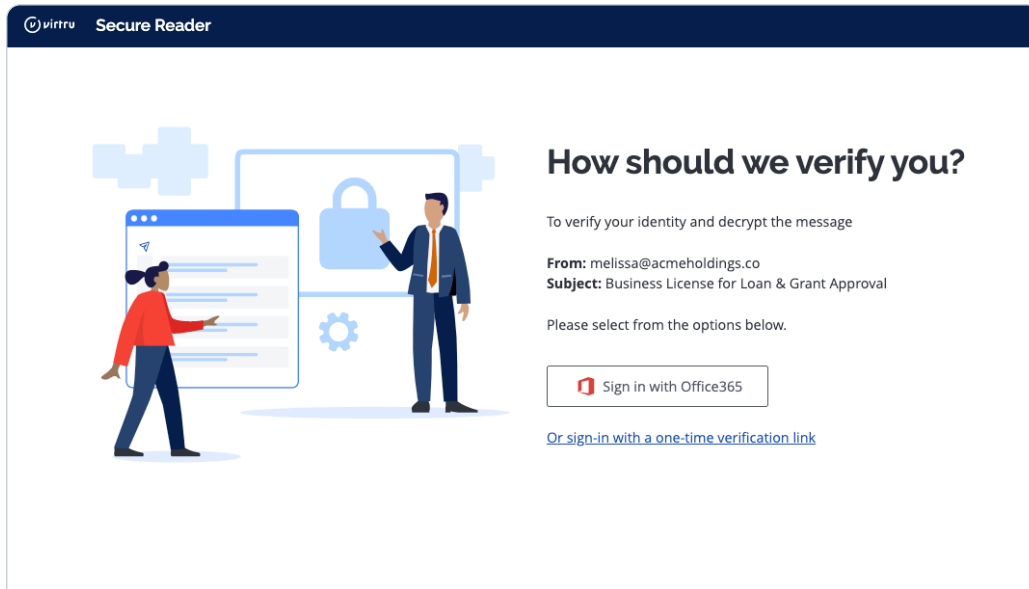 virtru Secure Reader
How should we verify you?
To verify your identity and decrypt the message
From: melissa@acmeholdings.co
Subject: Business License for Loan & Grant Approval
Please select from the options below.
Sign in with Office365
Or sign-in with a one-time verification link